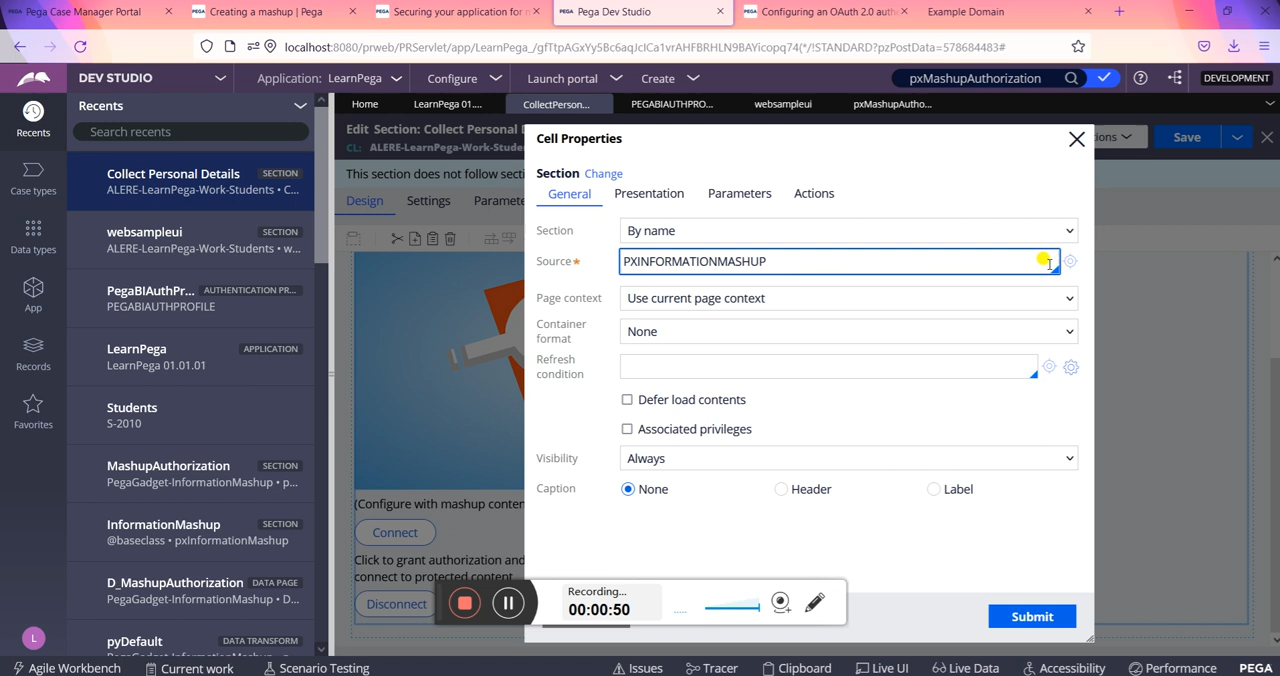 Pega Case Manager Portal
PEGA Creating a mashup | Pega
PEGA Securing your application for m
PEGA Pega Dev Studio
PEGA Configuring an OAuth 2.0 auth
Example Domain
localhost:8080/prweb/PRServlet/app/LearnPega_/gfTtpAGxYy5Bc6aqJcICa1vrAHFBRHLN9BAYicopq74(*/!STANDARD?pzPostData=578684483#
DEV STUDIO
Application: LearnPega
Configure
Launch portal
Create
pxMashupAuthorization
DEVELOPMENT
Recents
Case types
Data types
App
Records
Favorites
L
Recents
Search recents
Collect Personal Details SECTION
ALERE-LearnPega-Work-Students • C...
websampleui SECTION
ALERE-LearnPega-Work-Students • w...
PegaBIAuthPr... AUTHENTICATION PR...
PEGABIAUTHPROFILE
LearnPega APPLICATION
LearnPega 01.01.01
Students
S-2010
MashupAuthorization SECTION
PegaGadget-InformationMashup • p...
InformationMashup SECTION
@baseclass • pxInformationMashup
D_MashupAuthorization DATA PAGE
PegaGadget-InformationMashup • D...
pyDefault DATA TRANSFORM
Home
LearnPega 01....
CollectPerson...
PEGABIAUTHPRO...
websampleui
pxMashupAutho...
Edit Section: Collect Personal D
CL: ALERE-LearnPega-Work-Studen
ions
Save
This section does not follow secti
Design
Settings
Paramete
(Configure with mashup conten
Connect
Click to grant authorization and
connect to protected content
Disconnect
Cell Properties
Section Change
General
Presentation
Parameters
Actions
Section
By name
Source★
PXINFORMATIONMASHUP
Page context
Use current page context
Container
format
None
Refresh
condition
Defer load contents
Associated privileges
Visibility
Always
Caption
None
Header
Label
Submit
Recording...
00:00:50
Agile Workbench
Current work
Scenario Testing
Issues
Tracer
Clipboard
Live UI
Live Data
Accessibility
Performance
PEGA